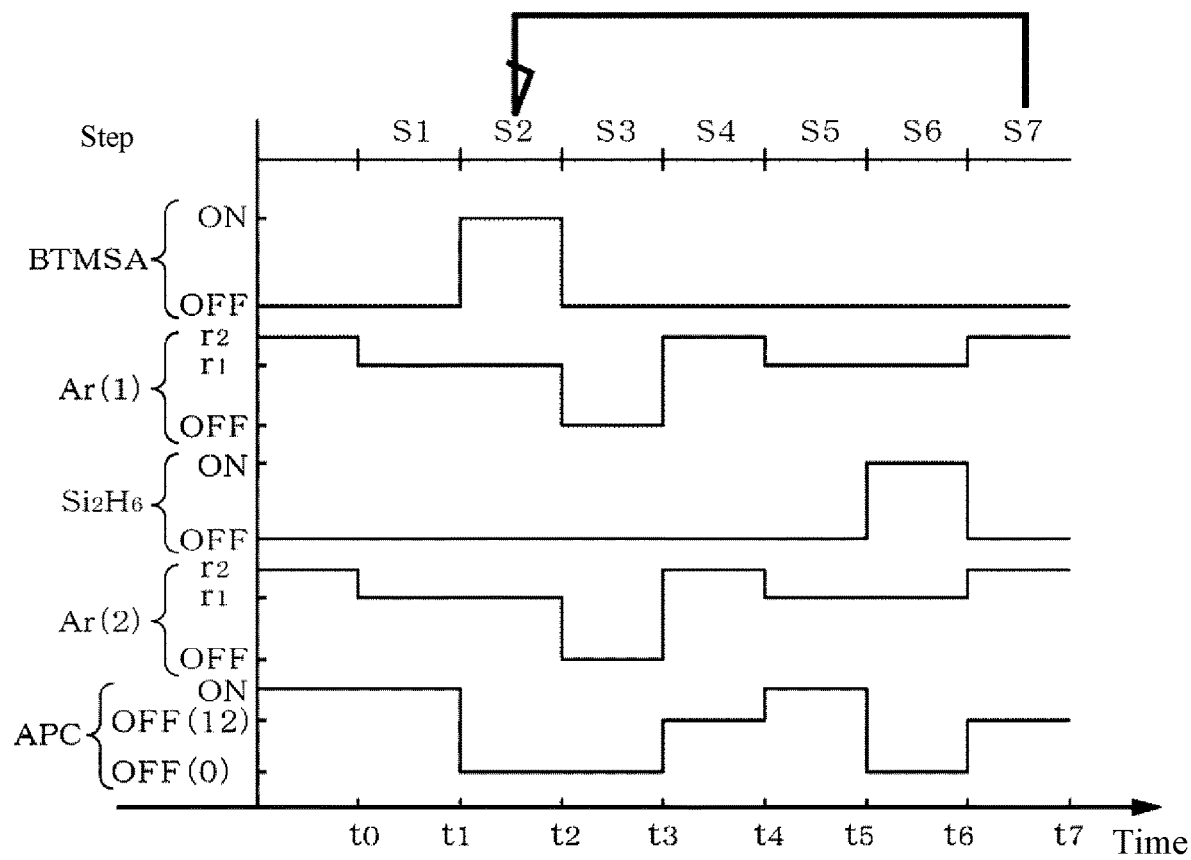 Step S1 S2 S3 S4 S5 S6 S7
ON
BTMSA
OFF
r2
r1
Ar(1)
OFF
ON
Si2H6
OFF
r2
r1
Ar(2)
OFF
ON
OFF(12)
APC
OFF(0)
t0 t1 t2 t3 t4 t5 t6 t7 Time